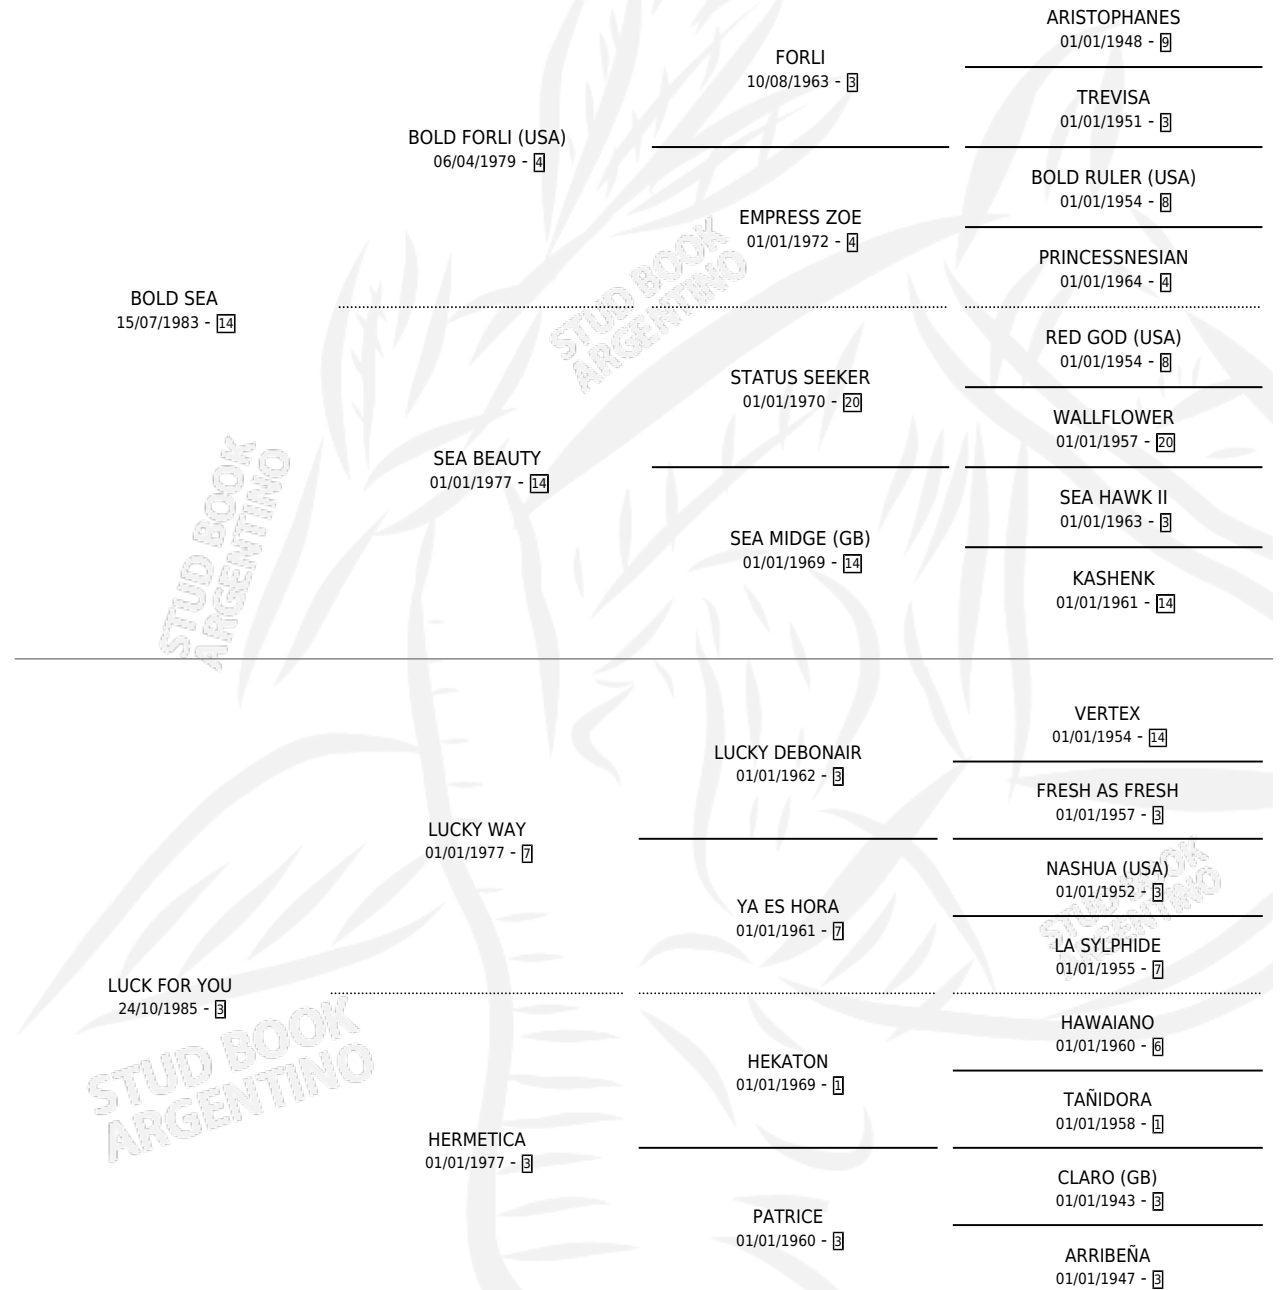 ARISTOPHANES
01/01/1948 - 9
FORLI
10/08/1963 - 3
TREVISA
01/01/1951 - 3
BOLD FORLI (USA)
06/04/1979 - 4
BOLD RULER (USA)
01/01/1954 - 8
EMPRESS ZOE
01/01/1972 - 4
PRINCESSNESIAN
01/01/1964 - 4
BOLD SEA
15/07/1983 - 14
RED GOD (USA)
01/01/1954 - 8
STATUS SEEKER
01/01/1970 - 20
WALLFLOWER
01/01/1957 - 20
SEA BEAUTY
01/01/1977 - 14
SEA HAWK II
01/01/1963 - 3
SEA MIDGE (GB)
01/01/1969 - 14
KASHENK
01/01/1961 - 14
VERTEX
01/01/1954 - 14
LUCKY DEBONAIR
01/01/1962 - 3
FRESH AS FRESH
01/01/1957 - 3
LUCKY WAY
01/01/1977 - 7
NASHUA (USA)
01/01/1952 - 3
YA ES HORA
01/01/1961 - 7
LA SYLPHIDE
01/01/1955 - 7
LUCK FOR YOU
24/10/1985 - 3
HAWAIANO
01/01/1960 - 6
HEKATON
01/01/1969 - 1
TAÑIDORA
01/01/1958 - 1
HERMETICA
01/01/1977 - 3
CLARO (GB)
01/01/1943 - 3
PATRICE
01/01/1960 - 3
ARRIBEÑA
01/01/1947 - 3
STUD BOOK
ARGENTINO
STUD BOOK
ARGENTINO
STUD BOOK
ARGENTINO
STUD BOOK
ARGENTINO